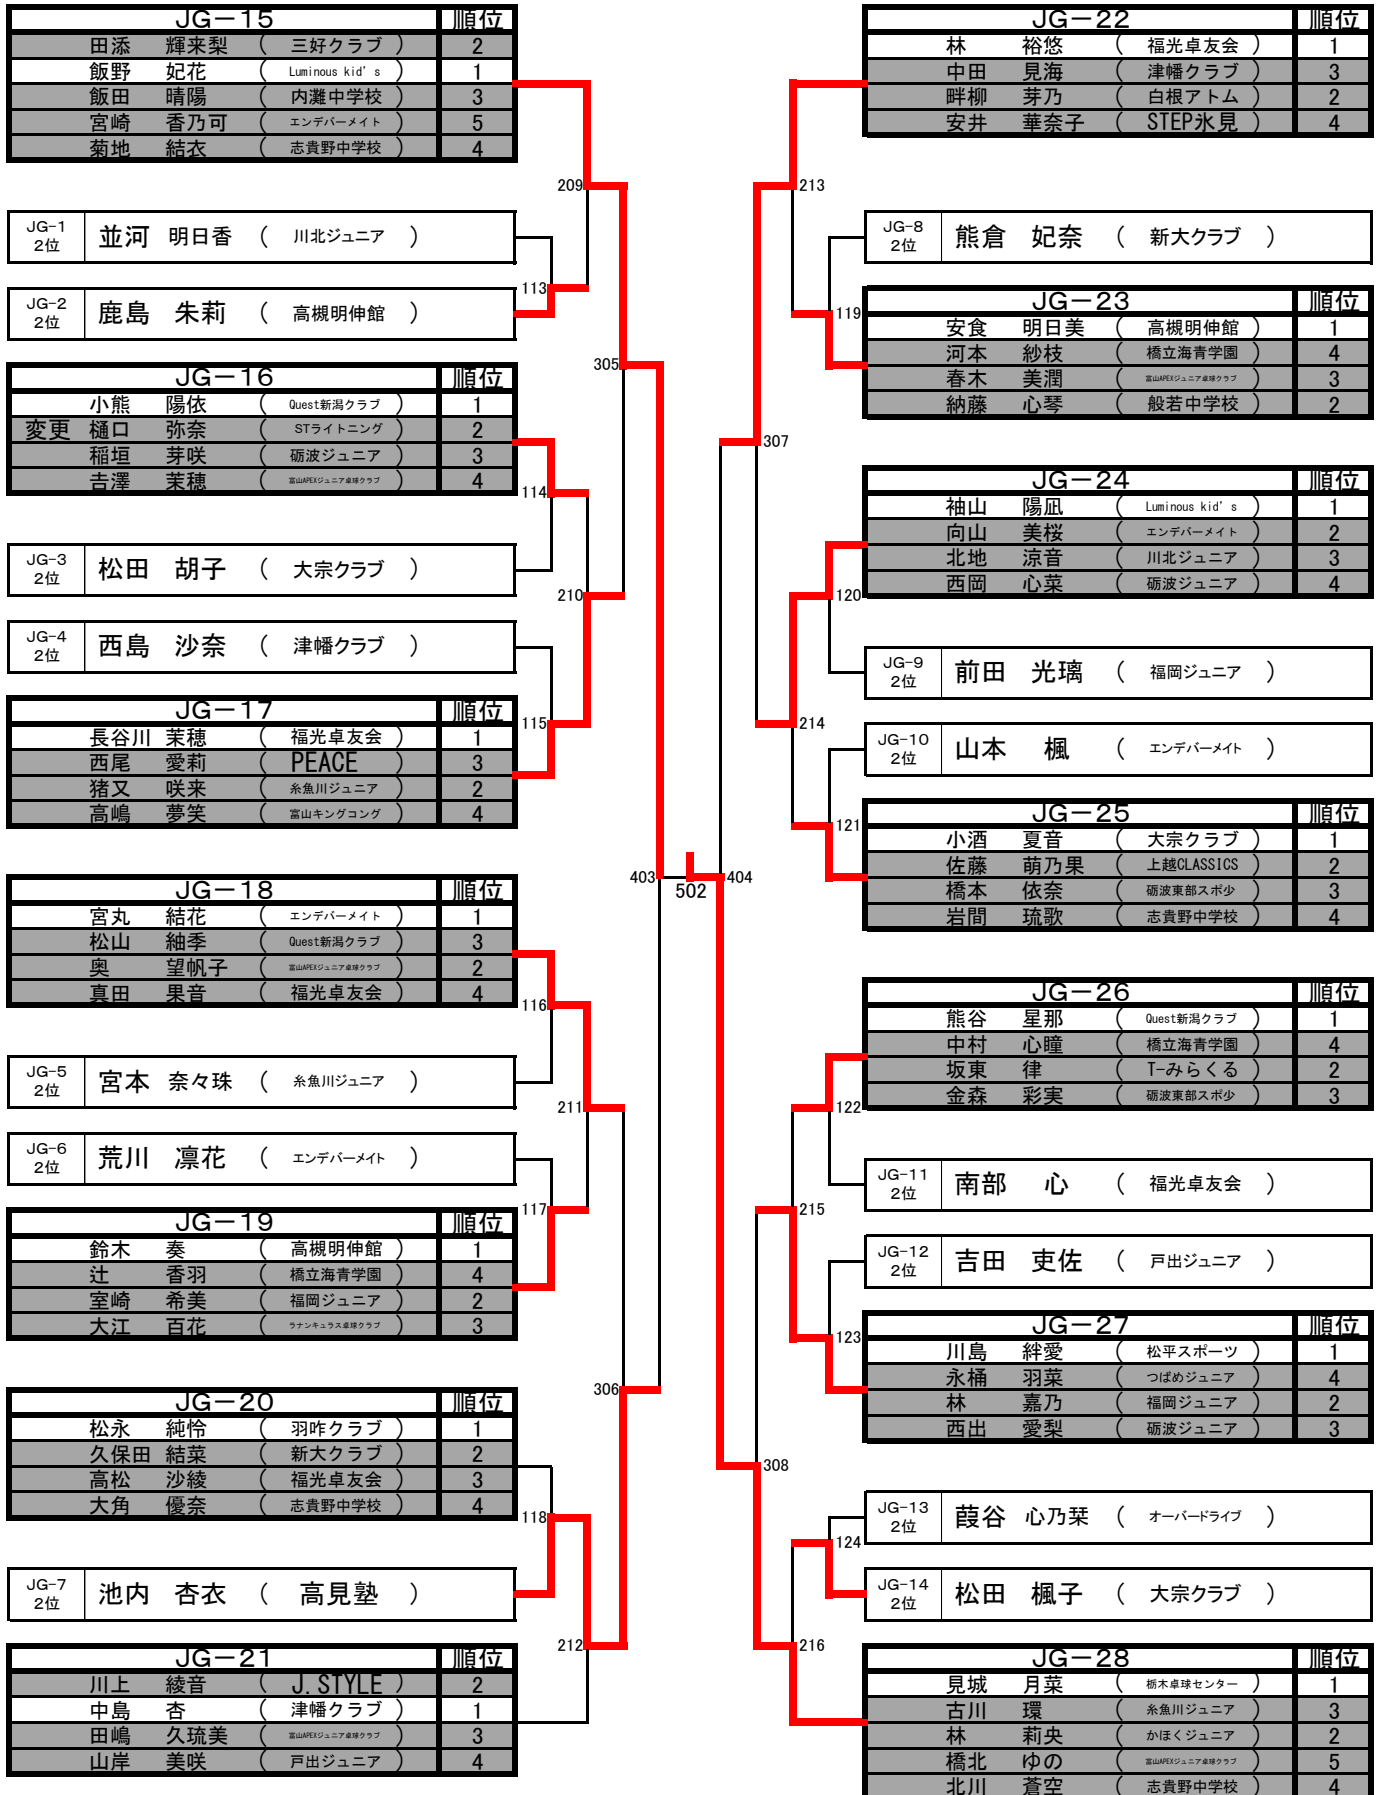 JG－15 順位
田添 輝来梨 （ 三好クラブ ） 2
飯野 妃花 （ Luminous kid's ） 1
飯田 晴陽 （ 内灘中学校 ） 3
宮崎 香乃可 （ エンデバーメイト ） 5
菊地 結衣 （ 志貴野中学校 ） 4
209
JG-1 2位 並河 明日香 （ 川北ジュニア ）
113
JG-2 2位 鹿島 朱莉 （ 高槻明伸館 ）
305
JG－16 順位
小熊 陽依 （ Quest新潟クラブ ） 1
変更 樋口 弥奈 （ STライトニング ） 2
稲垣 芽咲 （ 砺波ジュニア ） 3
吉澤 茉穂 （ 富山APEXジュニア卓球クラブ ） 4
114
JG-3 2位 松田 胡子 （ 大宗クラブ ）
210
JG-4 2位 西島 沙奈 （ 津幡クラブ ）
JG－17 順位
115
長谷川 茉穂 （ 福光卓友会 ） 1
西尾 愛莉 （ PEACE ） 3
猪又 咲来 （ 糸魚川ジュニア ） 2
高嶋 夢笑 （ 富山キングコング ） 4
403
502
JG－18 順位
宮丸 結花 （ エンデバーメイト ） 1
松山 紬季 （ Quest新潟クラブ ） 3
奥 望帆子 （ 富山APEXジュニア卓球クラブ ） 2
真田 果音 （ 福光卓友会 ） 4
116
JG-5 2位 宮本 奈々珠 （ 糸魚川ジュニア ）
211
JG-6 2位 荒川 凛花 （ エンデバーメイト ）
117
JG－19 順位
鈴木 奏 （ 高槻明伸館 ） 1
辻 香羽 （ 橋立海青学園 ） 4
室崎 希美 （ 福岡ジュニア ） 2
大江 百花 （ ラナンキュラス卓球クラブ ） 3
306
JG－20 順位
松永 純怜 （ 羽咋クラブ ） 1
久保田 結菜 （ 新大クラブ ） 2
高松 沙綾 （ 福光卓友会 ） 3
大角 優奈 （ 志貴野中学校 ） 4
118
JG-7 2位 池内 杏衣 （ 高見塾 ）
212
JG－21 順位
川上 綾音 （ J.STYLE ） 2
中島 杏 （ 津幡クラブ ） 1
田嶋 久琉美 （ 富山APEXジュニア卓球クラブ ） 3
山岸 美咲 （ 戸出ジュニア ） 4
JG－22 順位
林 裕悠 （ 福光卓友会 ） 1
中田 見海 （ 津幡クラブ ） 3
畔柳 芽乃 （ 白根アトム ） 2
安井 華奈子 （ STEP氷見 ） 4
213
JG-8 2位 熊倉 妃奈 （ 新大クラブ ）
JG－23 順位
119
安食 明日美 （ 高槻明伸館 ） 1
河本 紗枝 （ 橋立海青学園 ） 4
春木 美潤 （ 富山APEXジュニア卓球クラブ ） 3
納藤 心琴 （ 般若中学校 ） 2
307
JG－24 順位
袖山 陽凪 （ Luminous kid's ） 1
向山 美桜 （ エンデバーメイト ） 2
北地 涼音 （ 川北ジュニア ） 3
西岡 心菜 （ 砺波ジュニア ） 4
120
JG-9 2位 前田 光璃 （ 福岡ジュニア ）
214
JG-10 2位 山本 楓 （ エンデバーメイト ）
JG－25 順位
121
小酒 夏音 （ 大宗クラブ ） 1
佐藤 萌乃果 （ 上越CLASSICS ） 2
橋本 依奈 （ 砺波東部スポ少 ） 3
岩間 琉歌 （ 志貴野中学校 ） 4
404
JG－26 順位
熊谷 星那 （ Quest新潟クラブ ） 1
中村 心瞳 （ 橋立海青学園 ） 4
坂東 律 （ T-みらくる ） 2
金森 彩実 （ 砺波東部スポ少 ） 3
122
JG-11 2位 南部 心 （ 福光卓友会 ）
215
JG-12 2位 吉田 吏佐 （ 戸出ジュニア ）
JG－27 順位
123
川島 絆愛 （ 松平スポーツ ） 1
永桶 羽菜 （ つばめジュニア ） 4
林 嘉乃 （ 福岡ジュニア ） 2
西出 愛梨 （ 砺波ジュニア ） 3
308
JG-13 2位 葭谷 心乃栞 （ オーバードライブ ）
124
JG-14 2位 松田 楓子 （ 大宗クラブ ）
216
JG－28 順位
見城 月菜 （ 栃木卓球センター ） 1
古川 環 （ 糸魚川ジュニア ） 3
林 莉央 （ かほくジュニア ） 2
橋北 ゆの （ 富山APEXジュニア卓球クラブ ） 5
北川 蒼空 （ 志貴野中学校 ） 4